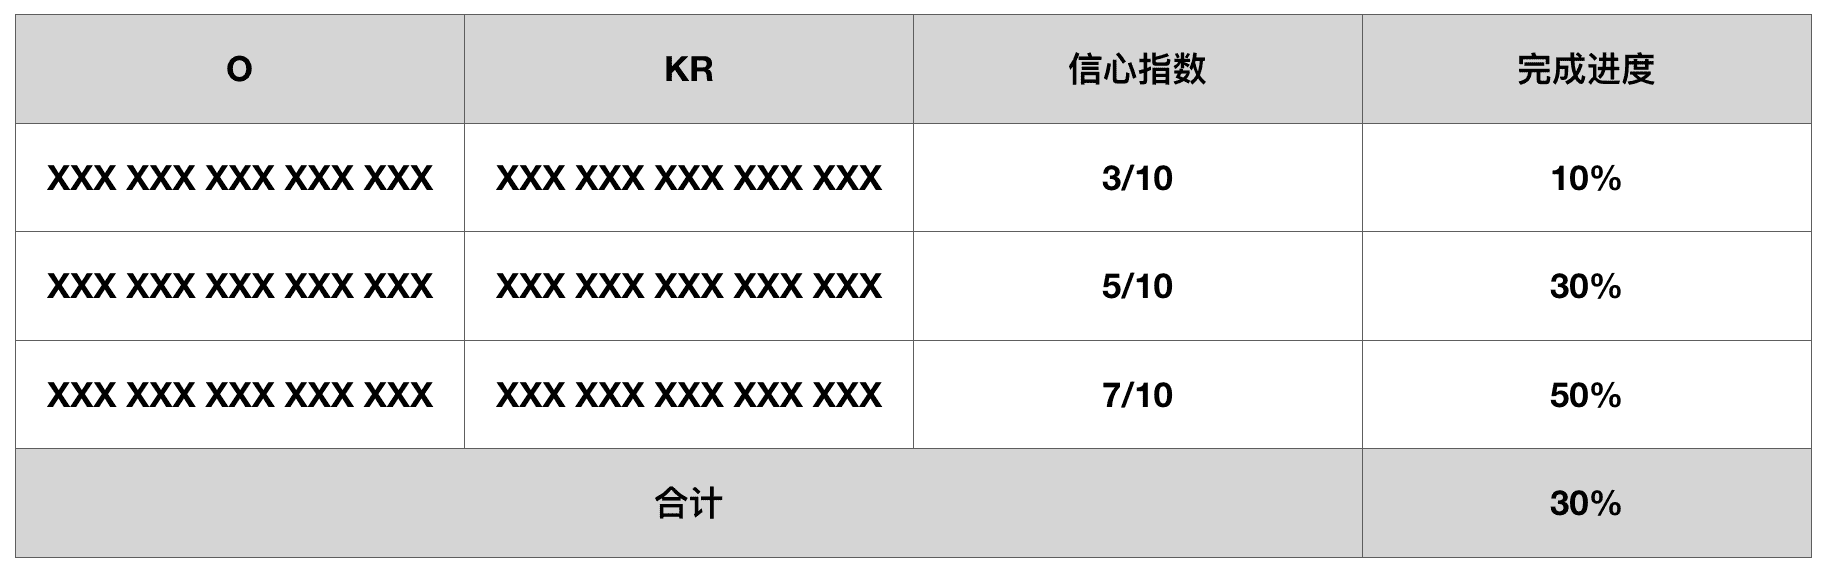 O KR 信心指数 完成进度
XXX XXX XXX XXX XXX XXX XXX XXX XXX XXX 3/10 10%
XXX XXX XXX XXX XXX XXX XXX XXX XXX XXX 5/10 30%
XXX XXX XXX XXX XXX XXX XXX XXX XXX XXX 7/10 50%
合计 30%